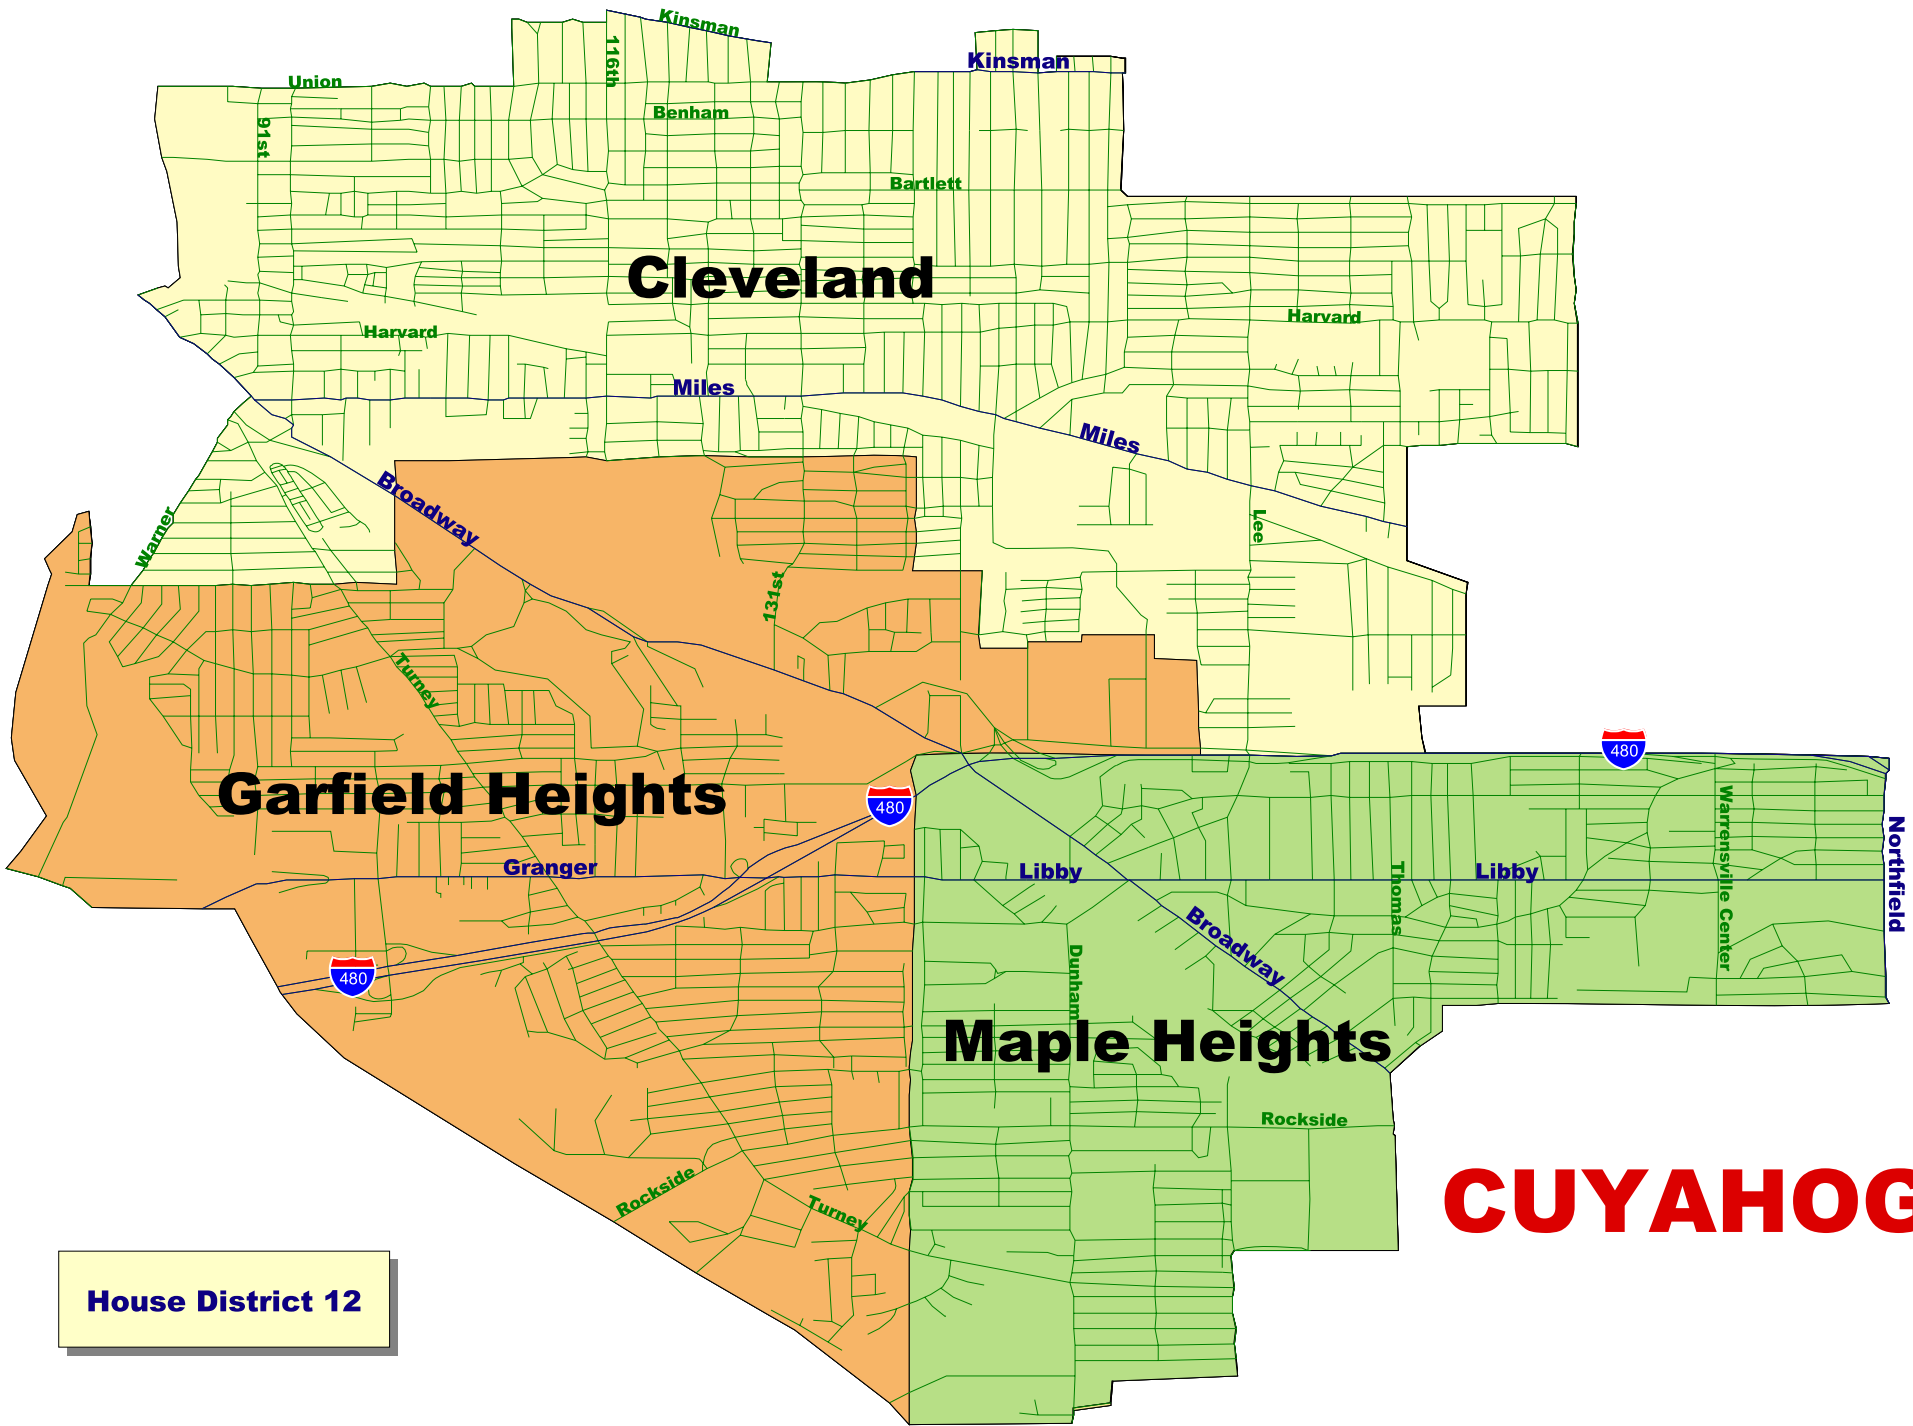 Kinsman
116th
Kinsman
Union
Benham
91st
Bartlett
Cleveland
Harvard
Harvard
Miles
Miles
Broadway
Warner
Lee
131st
Turney
480
Garfield Heights
480
Warrensville Center
Northfield
Granger
Libby
Libby
Thomas
Broadway
Dunham
480
Maple Heights
Rockside
Rockside
Turney
CUYAHOG
House District 12